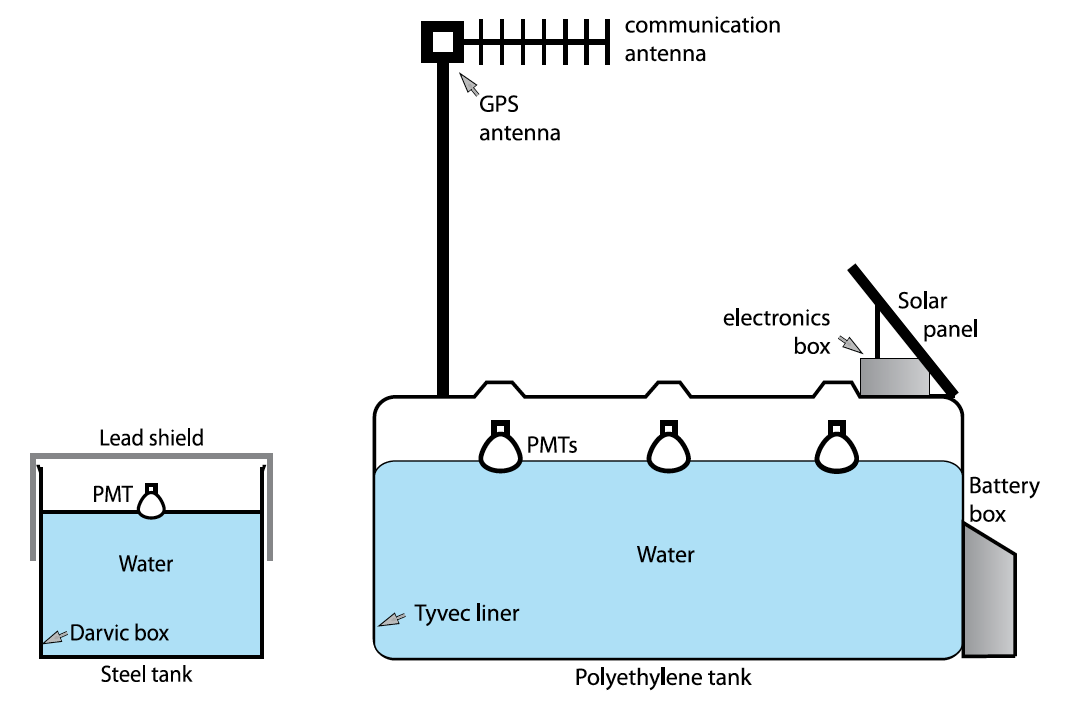 communication
antenna
GPS
antenna
Solar
panel
electronics
box
Lead shield
PMT
PMTs
Battery
box
Water
Water
Darvic box
Tyvec liner
Steel tank
Polyethylene tank